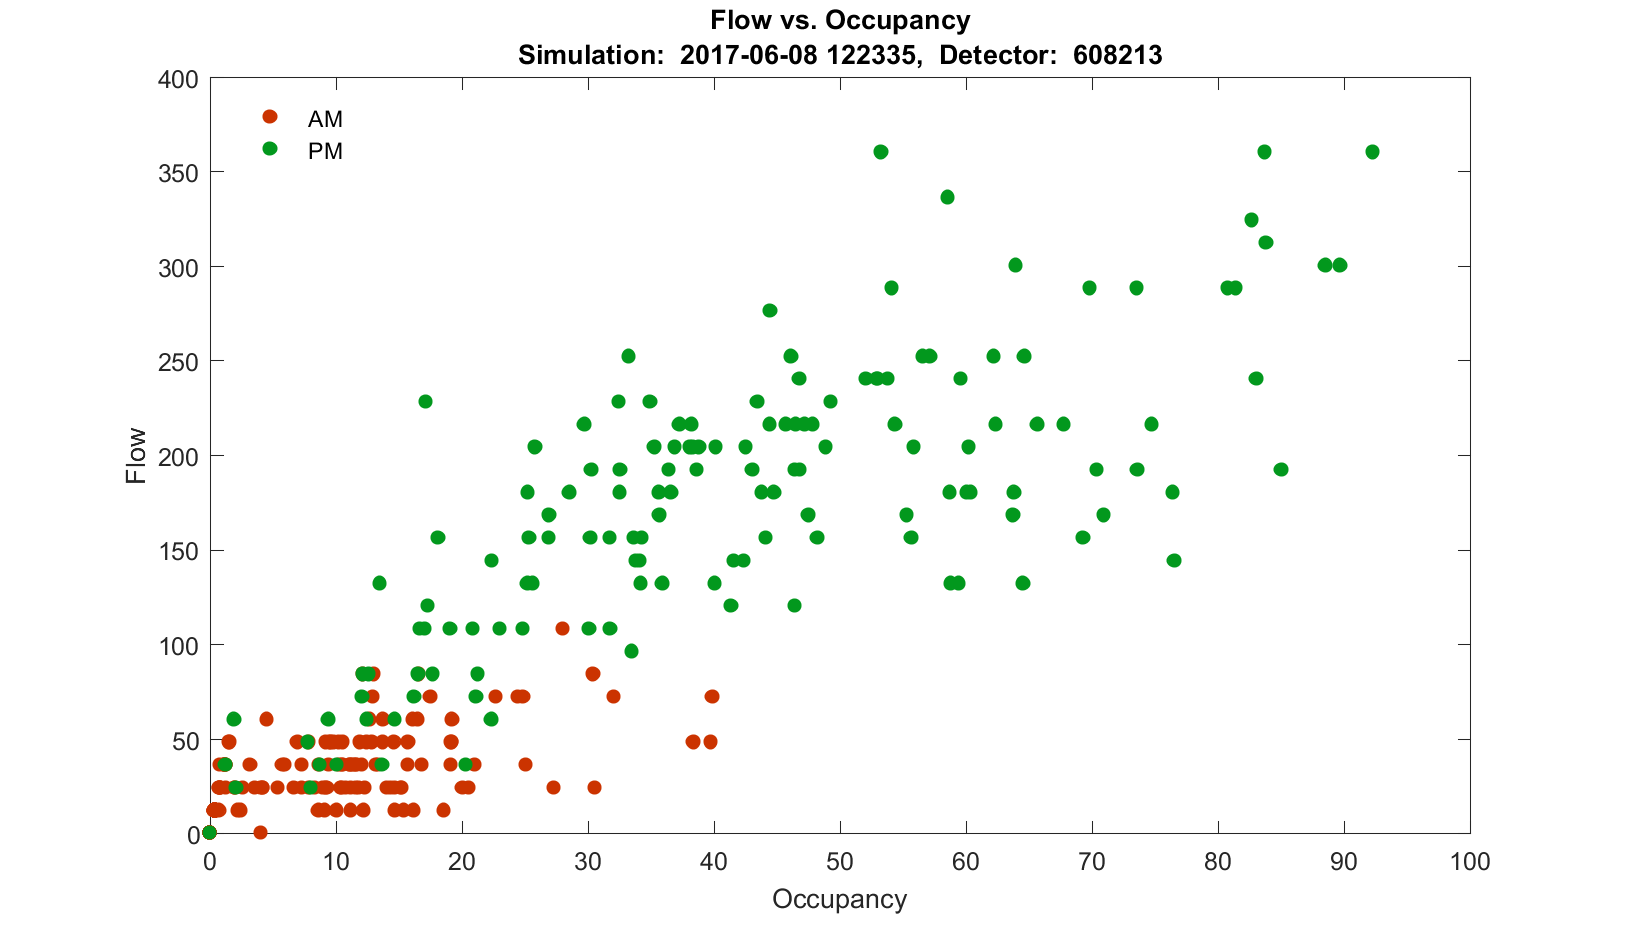 Flow vs. Occupancy
Simulation:  2017-06-08 122335,  Detector:  608213
AM
PM
400
350
300
250
200
150
100
50
0
Flow
0 10 20 30 40 50 60 70 80 90 100
Occupancy